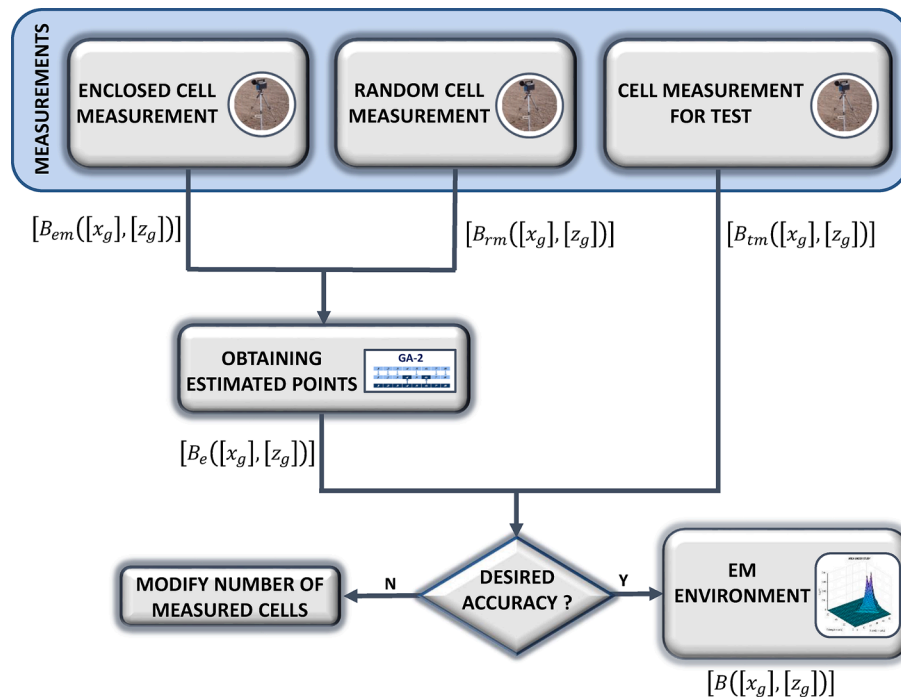 MEASUREMENTS
ENCLOSED CELL
MEASUREMENT
RANDOM CELL
MEASUREMENT
CELL MEASUREMENT
FOR TEST
[B_em([x_g],[z_g])]
[B_rm([x_g],[z_g])]
[B_tm([x_g],[z_g])]
OBTAINING
ESTIMATED POINTS
GA-2
[B_e([x_g],[z_g])]
DESIRED
ACCURACY ?
N
Y
MODIFY NUMBER OF
MEASURED CELLS
EM
ENVIRONMENT
[B([x_g],[z_g])]